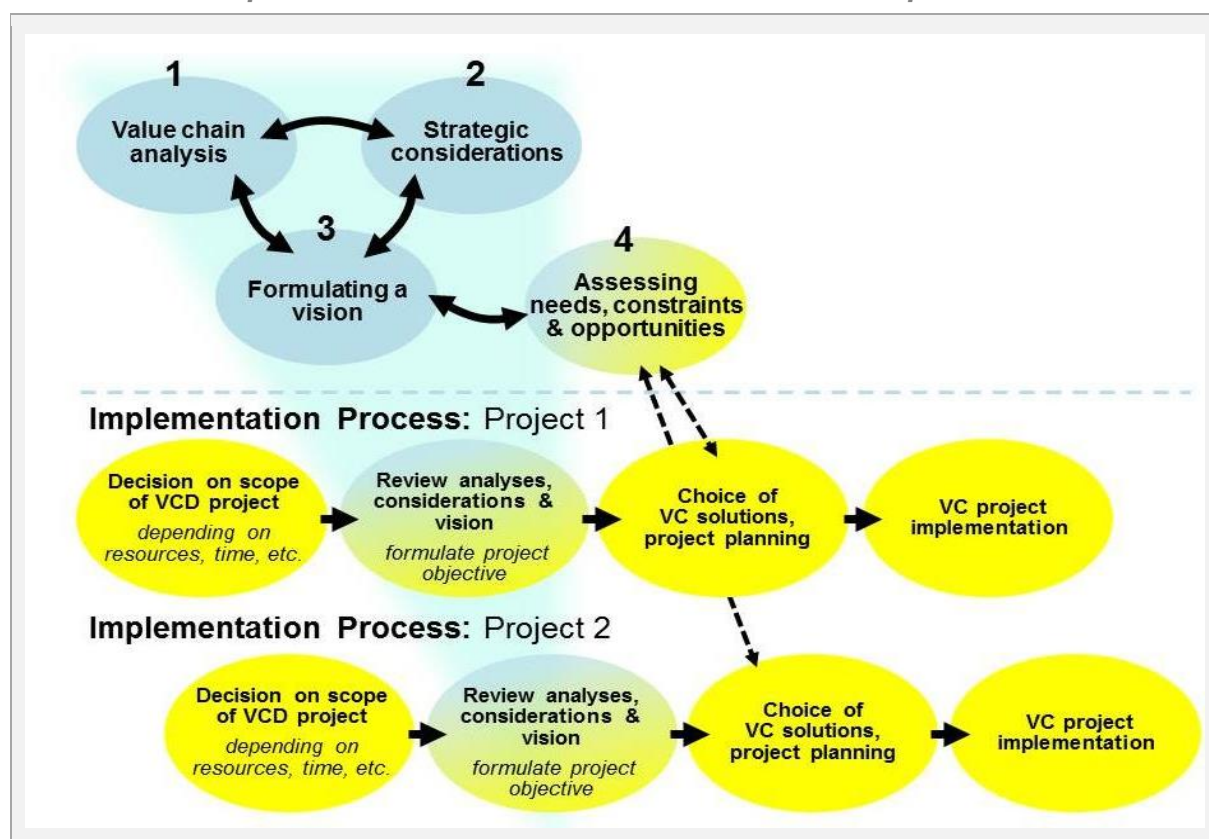 1
2
Value chain
analysis
Strategic
considerations
3
Formulating a
vision
4
Assessing
needs, constraints
& opportunities
Implementation Process: Project 1
Decision on scope
of VCD project
depending on
resources, time, etc.
Review analyses,
considerations &
vision
formulate project
objective
Choice of
VC solutions,
project planning
VC project
implementation
Implementation Process: Project 2
Decision on scope
of VCD project
depending on
resources, time, etc.
Review analyses,
considerations &
vision
formulate project
objective
Choice of
VC solutions,
project planning
VC project
implementation